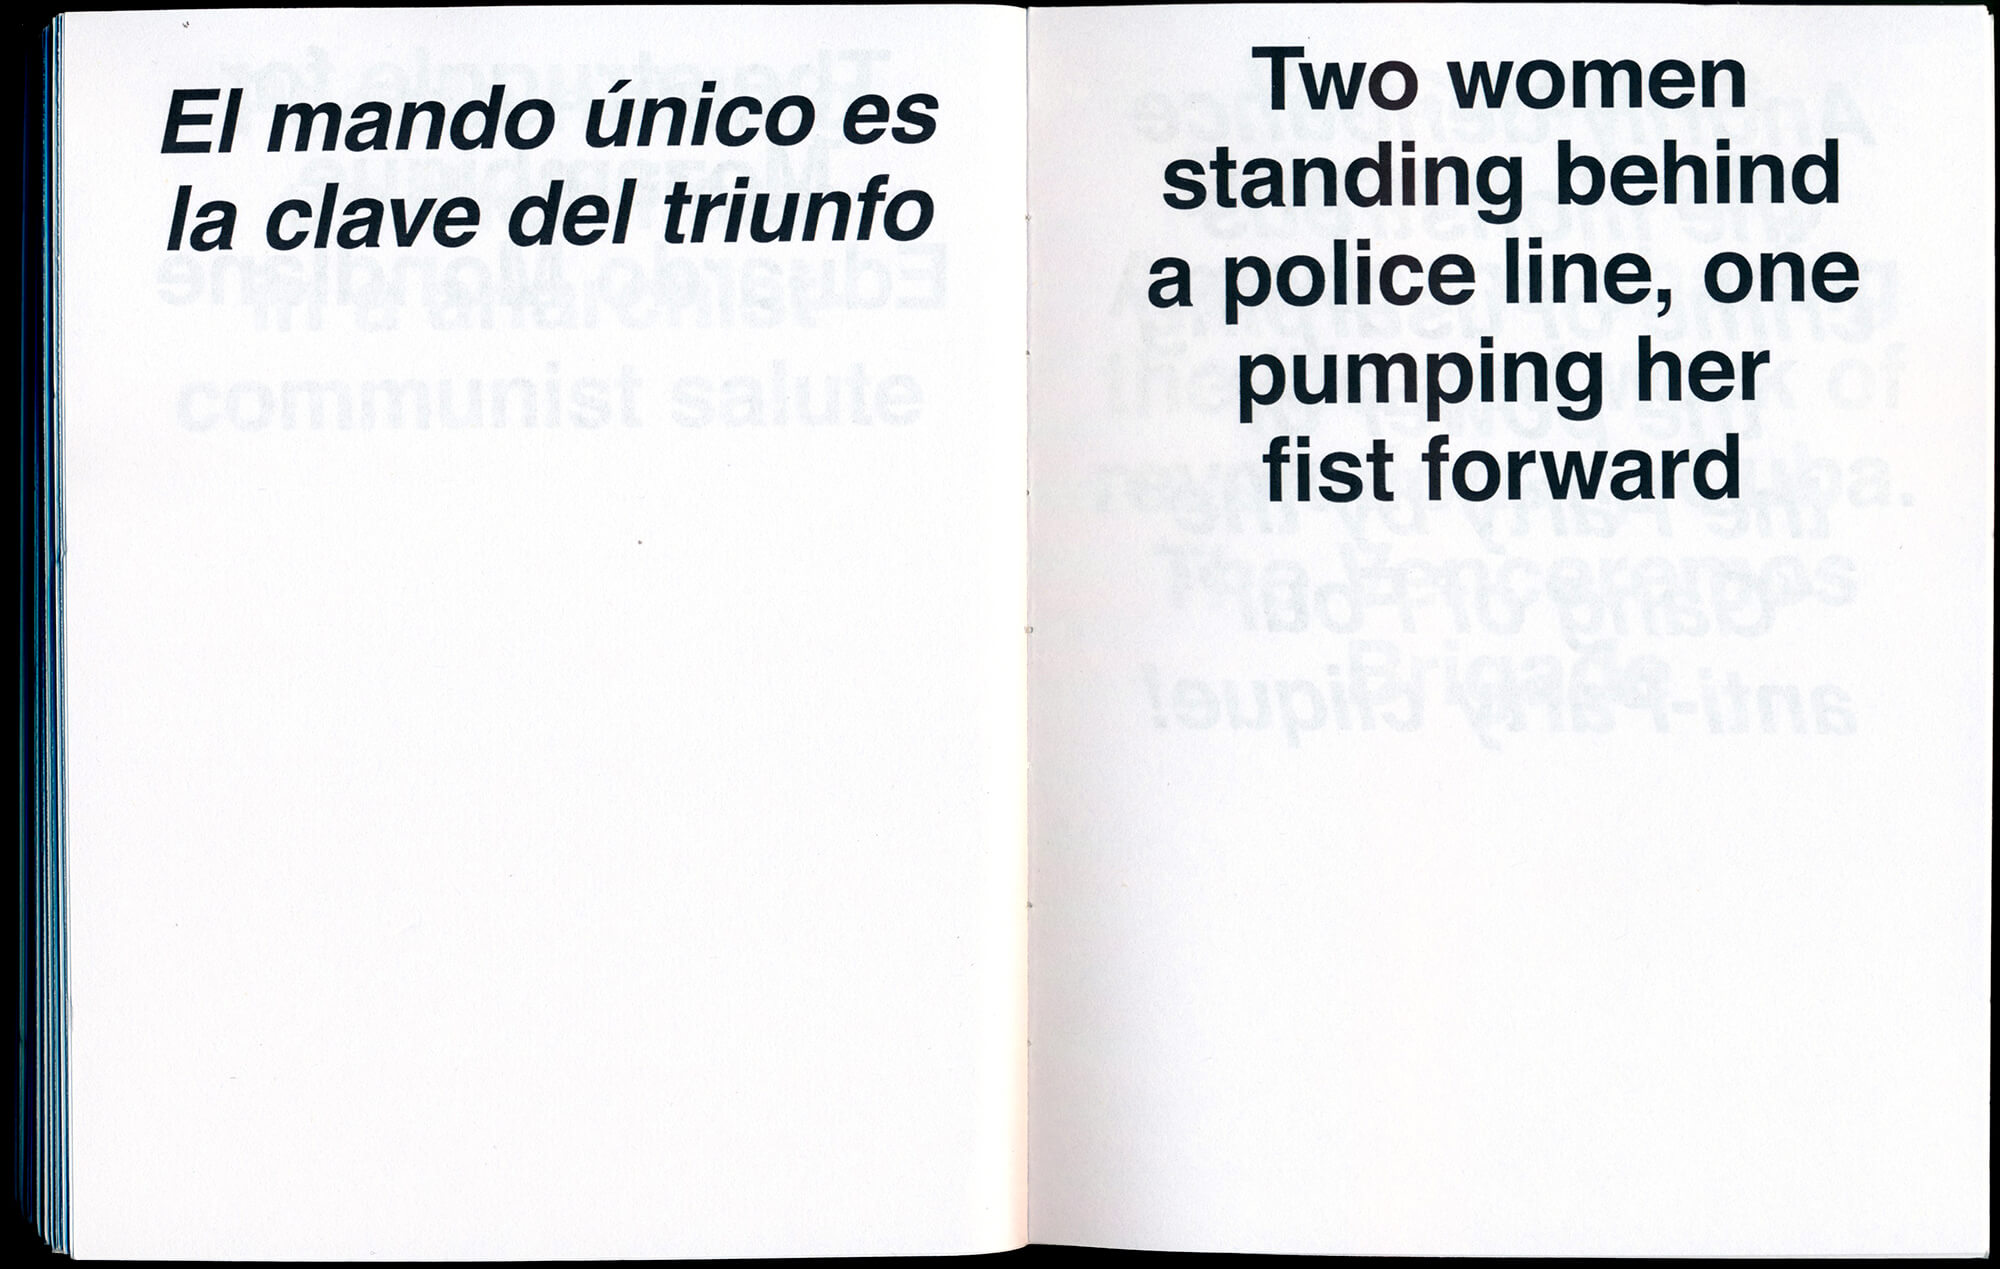 El mando único es
la clave del triunfo
communist salute
Two women
standing behind
a police line, one
pumping her
fist forward